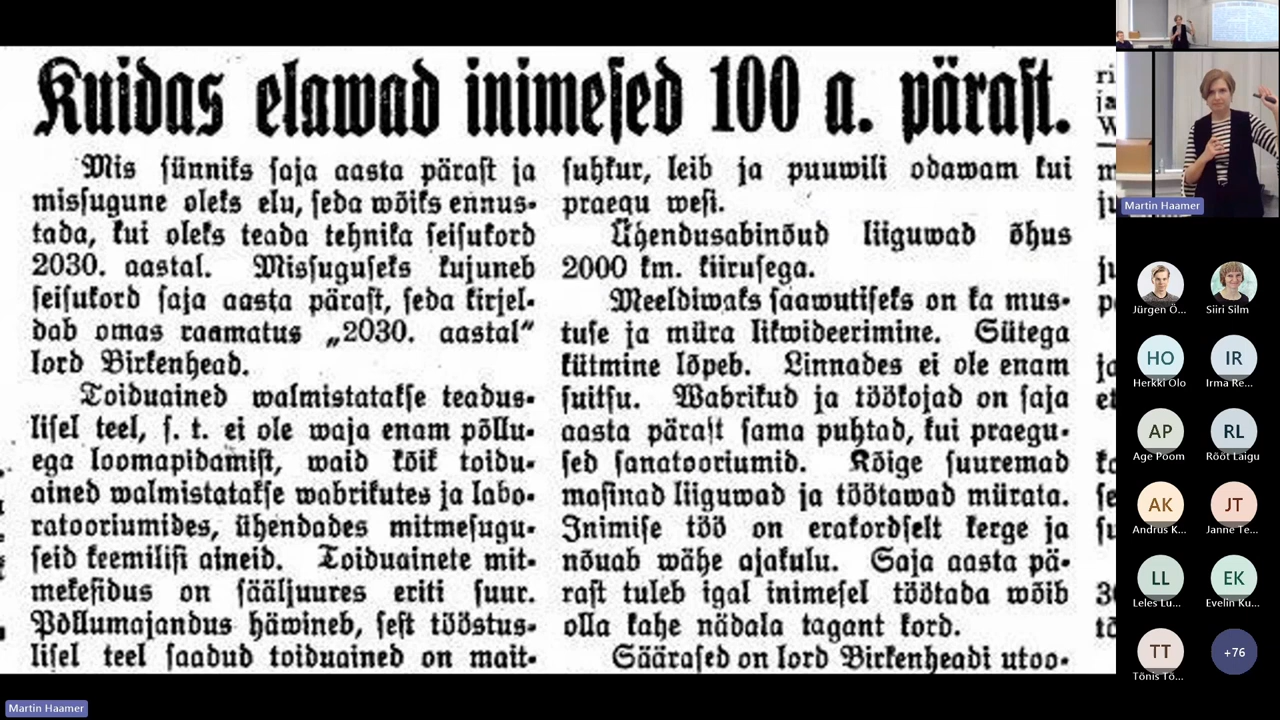 Kuidas elawad inimesed 100 a. pärast.
Mis sünniks saja aasta pärast ja
missugune oleks elu, seda wõiks ennus-
tada, kui oleks teada tehnika seisukord
2030. aastal. Missuguseks kujuneb
seisukord saja aasta pärast, seda kirjel-
dab omas raamatus „2030. aastal“
lord Birkenhead.
Toiduained walmistatakse teadus-
lisel teel, s. t. ei ole waja enam põllu-
ega loomapidamist, waid kõik toidu-
ained walmistatakse wabrikutes ja labo-
ratooriumides, ühendades mitmesugu-
seid keemilisi aineid. Toiduainete mit-
mekesidus on sääljuures eriti suur.
Põllumajandus häwineb, sest tööstus-
lisel teel saadud toiduained on mait-
suhkur, leib ja puuwili odawam kui
praequ wesi.
Ühendusabinõud liiguwad õhus
2000 km. kiirusega.
Meeldiwaks saawutiseks on ka mus-
tuse ja müra likwideerimine. Sütega
kütmine lõpeb. Linnades ei ole enam
suitsu. Wabrikud ja töökojad on saja
aasta pärast sama puhtad, kui praegu-
sed sanatooriumid. Kõige suuremad
masinad liiguwad ja töötawad mürata.
Inimise töö on erakordselt kerge ja
nõuab wähe ajakulu. Saja aasta pä-
rast tuleb igal inimesel töötada wõib
olla kahe nädala tagant kord.
Säärased on lord Birkenheadi utoo-
Martin Haamer
Jürgen Ö... Siiri Silm
HO IR
Herkki Olo Irma Re...
AP RL
Age Poom Rööt Laigu
AK JT
Andrus K... Janne Te...
LL EK
Leles Lu... Evelin Ku...
TT +76
Tõnis Tõ...
Martin Haamer